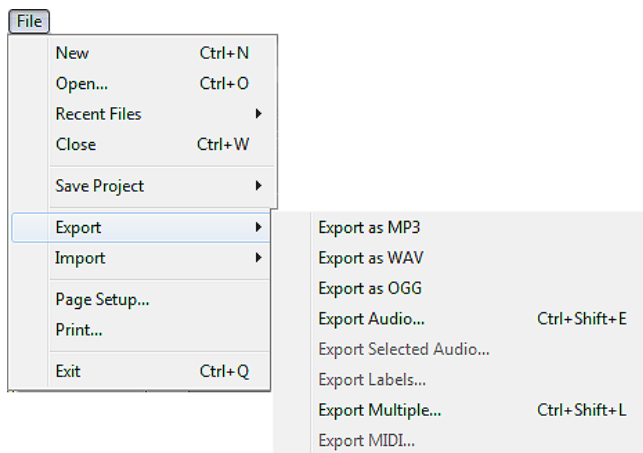 File
New Ctrl+N
Open... Ctrl+O
Recent Files
Close Ctrl+W
Save Project
Export
Import
Page Setup...
Print...
Exit Ctrl+Q
Export as MP3
Export as WAV
Export as OGG
Export Audio... Ctrl+Shift+E
Export Selected Audio...
Export Labels...
Export Multiple... Ctrl+Shift+L
Export MIDI...